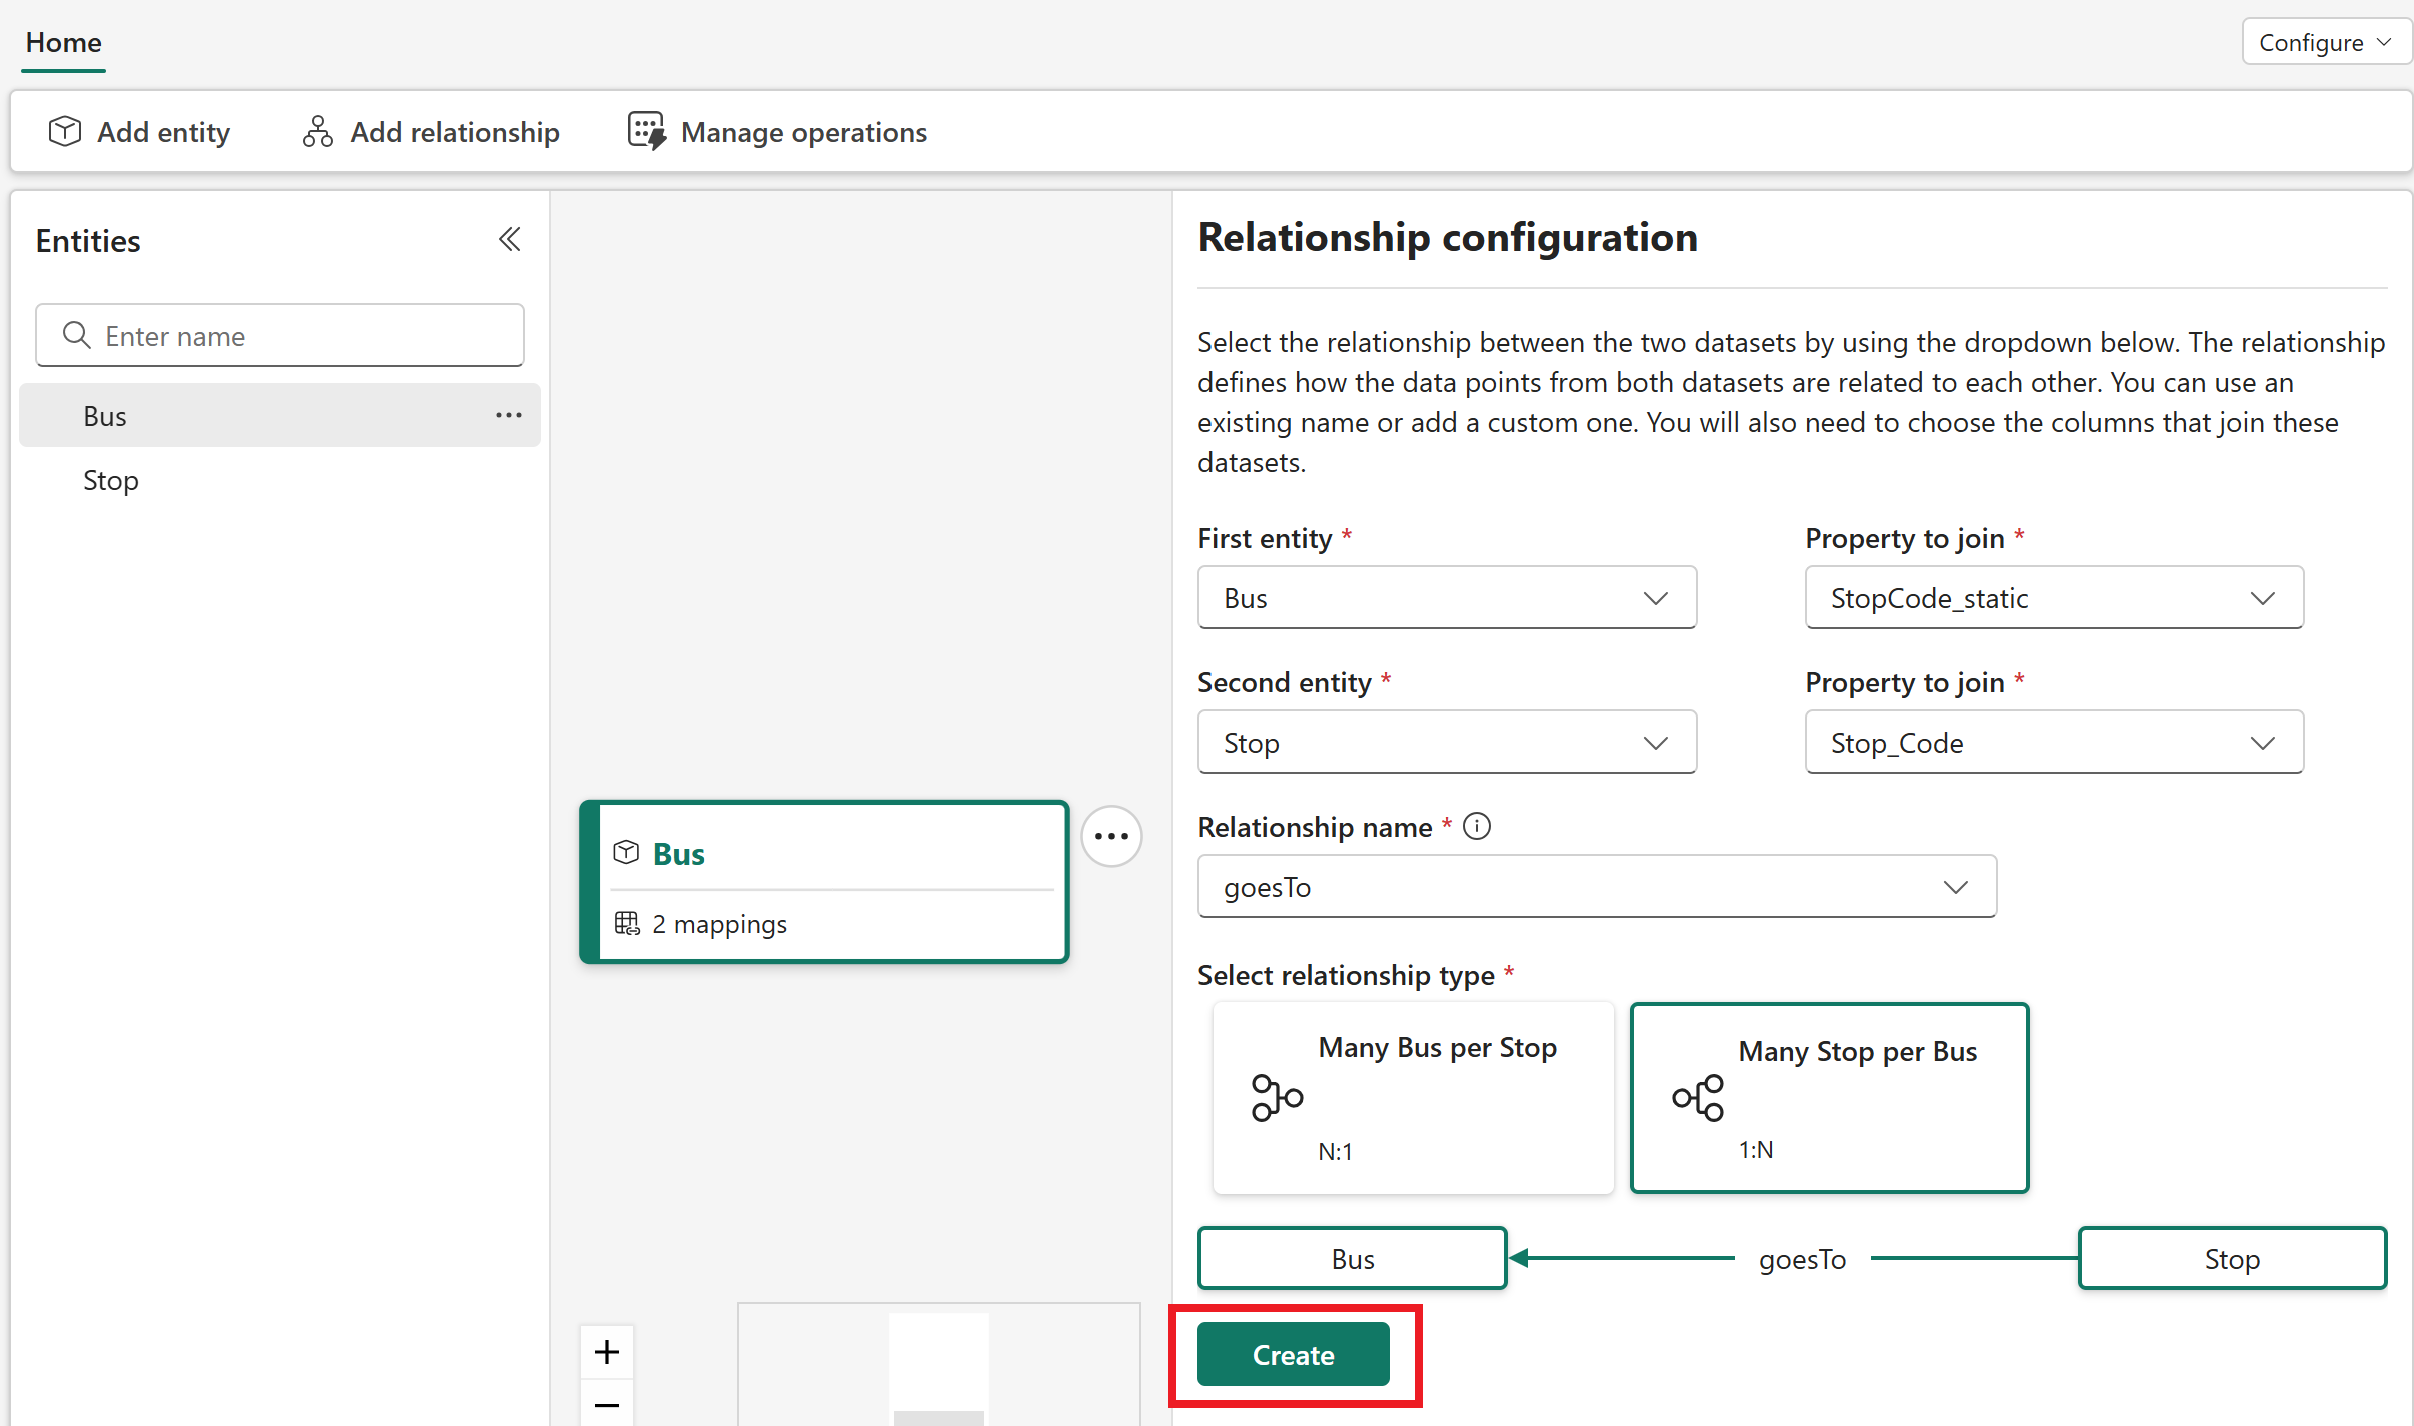 Home
Configure
Add entity
Add relationship
Manage operations
Entities
Enter name
Bus
Stop
Bus
2 mappings
Relationship configuration
Select the relationship between the two datasets by using the dropdown below. The relationship
defines how the data points from both datasets are related to each other. You can use an
existing name or add a custom one. You will also need to choose the columns that join these
datasets.
First entity *
Property to join *
Bus
StopCode_static
Second entity *
Property to join *
Stop
Stop_Code
Relationship name *
goesTo
Select relationship type *
Many Bus per Stop
N:1
Many Stop per Bus
1:N
Bus
goesTo
Stop
Create